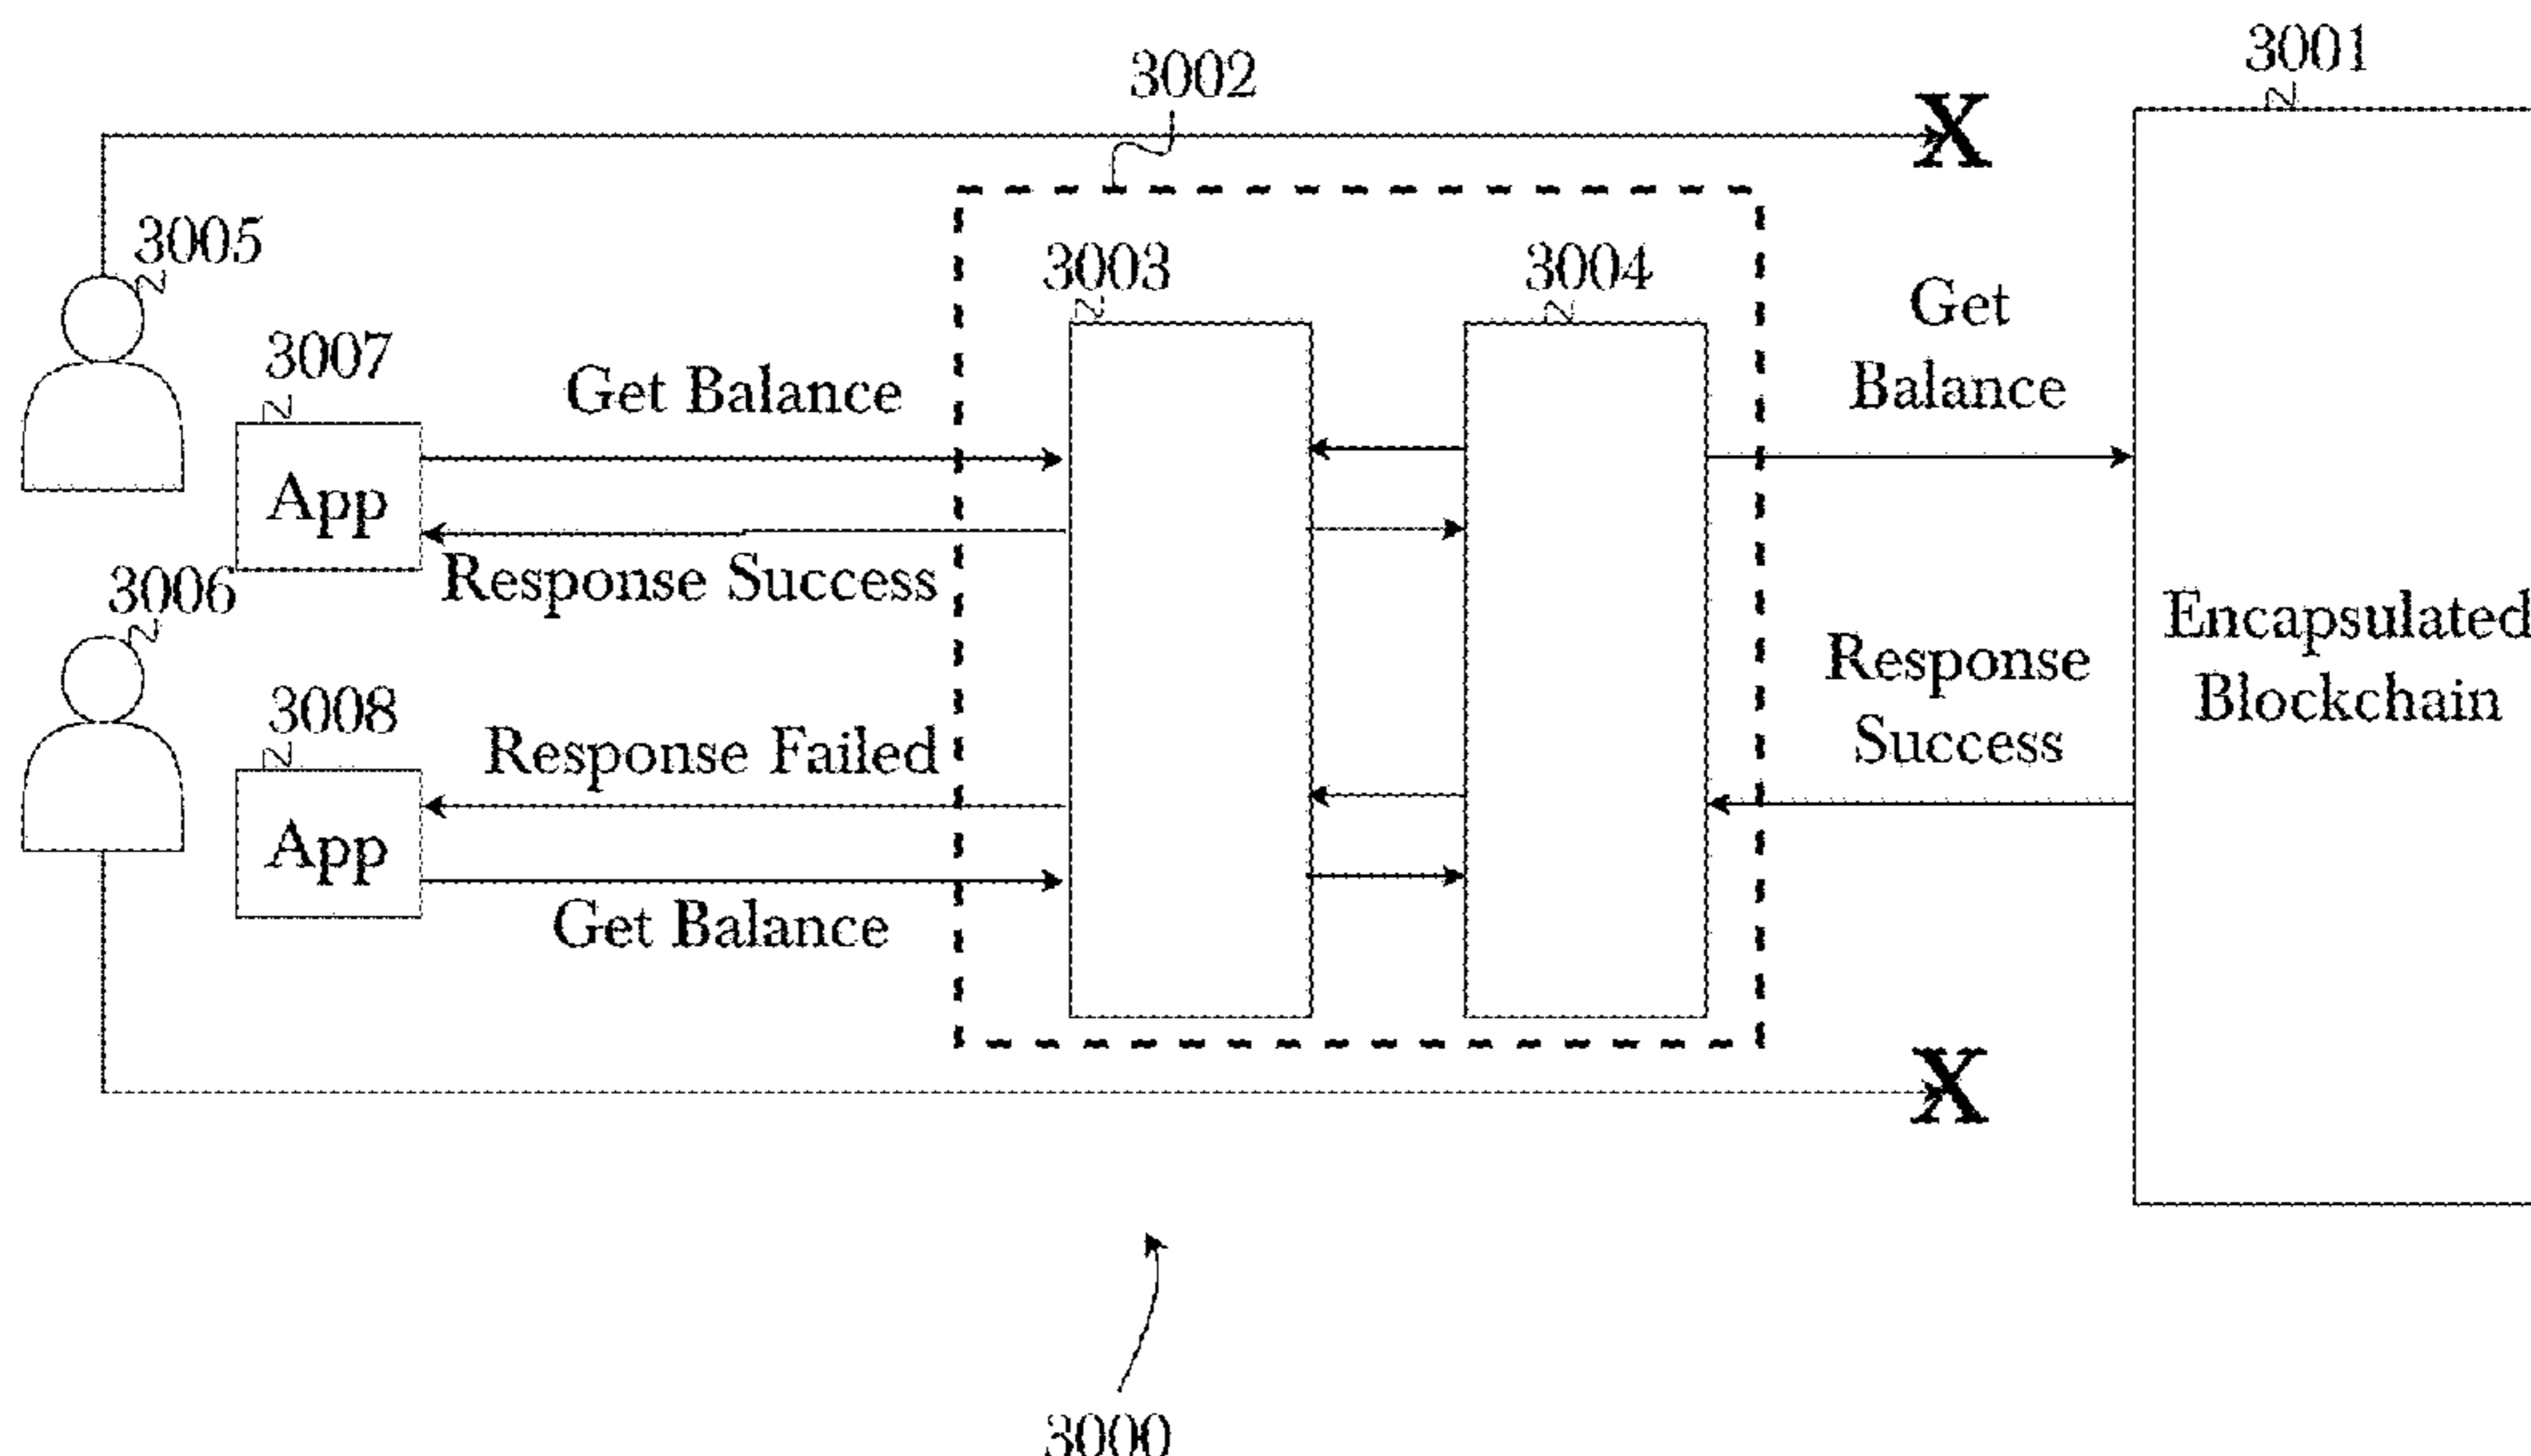 3001
3002
X
3005
3003
3004
Get
Balance
3007
Get Balance
App
Response Success
3006
Encapsulated
Blockchain
Response
Success
3008
Response Failed
App
Get Balance
X
3000